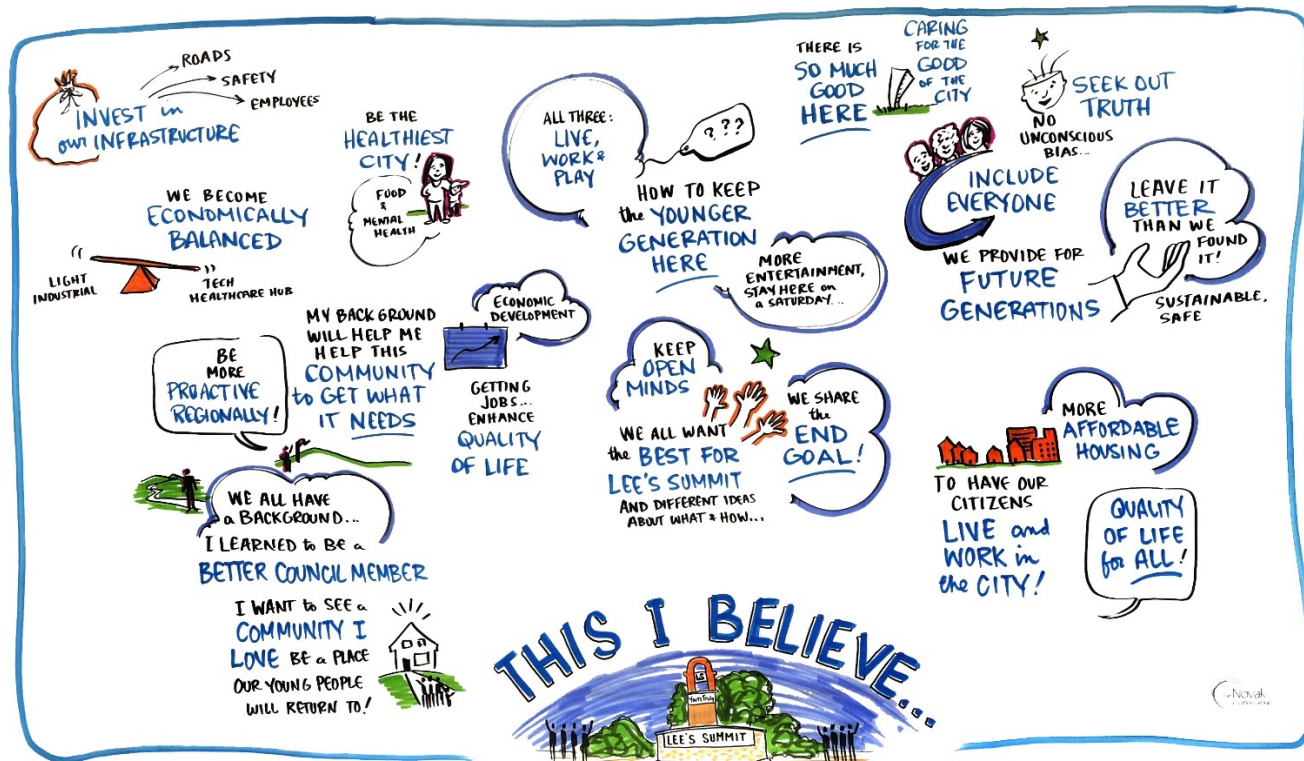 INVEST in
our INFRASTRUCTURE
ROADS
SAFETY
EMPLOYEES
BE THE
HEALTHIEST
CITY!
FOOD
&
MENTAL
HEALTH
WE BECOME
ECONOMICALLY
BALANCED
LIGHT
INDUSTRIAL
TECH
HEALTHCARE HUB
ALL THREE:
LIVE,
WORK &
PLAY
? ??
HOW TO KEEP
the YOUNGER
GENERATION
HERE
MORE
ENTERTAINMENT,
STAY HERE on
a SATURDAY...
THERE IS
SO MUCH
GOOD
HERE
CARING
FOR THE
GOOD
OF THE
CITY
SEEK OUT
TRUTH
NO
UNCONSCIOUS
BIAS...
INCLUDE
EVERYONE
WE PROVIDE FOR
FUTURE
GENERATIONS
LEAVE IT
BETTER
THAN WE
FOUND
IT!
SUSTAINABLE,
SAFE
BE
MORE
PROACTIVE
REGIONALLY!
MY BACKGROUND
WILL HELP ME
HELP THIS
COMMUNITY
to GET WHAT
IT NEEDS
ECONOMIC
DEVELOPMENT
GETTING
JOBS...
ENHANCE
QUALITY
OF LIFE
KEEP
OPEN
MINDS
WE ALL WANT
the BEST FOR
LEE'S SUMMIT
AND DIFFERENT IDEAS
ABOUT WHAT & HOW...
WE SHARE
the
END
GOAL!
MORE
AFFORDABLE
HOUSING
TO HAVE OUR
CITIZENS
LIVE and
WORK in
the CITY!
QUALITY
OF LIFE
for ALL!
WE ALL HAVE
a BACKGROUND...
I LEARNED to BE a
BETTER COUNCIL MEMBER
I WANT to SEE a
COMMUNITY I
LOVE BE a PLACE
OUR YOUNG PEOPLE
WILL RETURN TO!
THIS I BELIEVE...
LS
Yours Truly
LEE'S SUMMIT
Novak